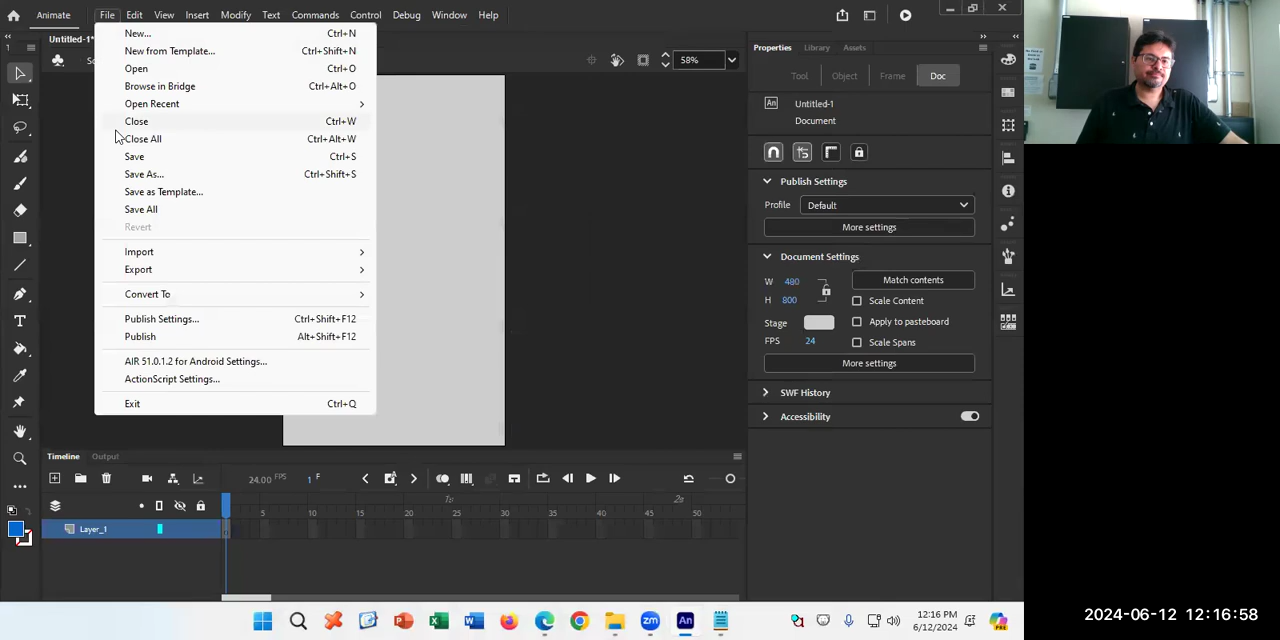 Animate File Edit View Insert Modify Text Commands Control Debug Window Help
Untitled-1*
New... Ctrl+N
New from Template... Ctrl+Shift+N
Open Ctrl+O
Browse in Bridge Ctrl+Alt+O
Open Recent
Close Ctrl+W
Close All Ctrl+Alt+W
Save Ctrl+S
Save As... Ctrl+Shift+S
Save as Template...
Save All
Revert
Import
Export
Convert To
Publish Settings... Ctrl+Shift+F12
Publish Alt+Shift+F12
AIR 51.0.1.2 for Android Settings...
ActionScript Settings...
Exit Ctrl+Q
58%
Properties Library Assets
Tool Object Frame Doc
An Untitled-1
Document
Publish Settings
Profile Default
More settings
Document Settings
W 480 Match contents
H 800 Scale Content
Stage Apply to pasteboard
FPS 24 Scale Spans
More settings
SWF History
Accessibility
Timeline Output
24.00 FPS 1 F
1s 2s
5 10 15 20 25 30 35 40 45 50
Layer_1
12:16 PM
6/12/2024
2024-06-12 12:16:58